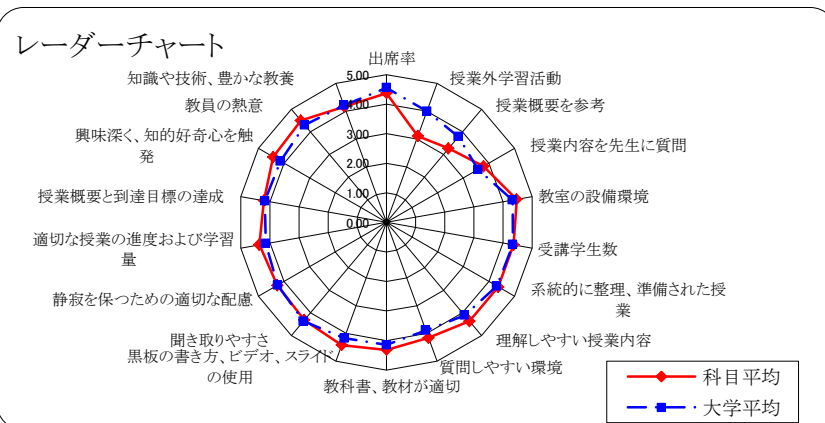 レーダーチャート
出席率
授業外学習活動
授業概要を参考
授業内容を先生に質問
教室の設備環境
受講学生数
系統的に整理、準備された授
業
理解しやすい授業内容
質問しやすい環境
教科書、教材が適切
黒板の書き方、ビデオ、スライド
の使用
聞き取りやすさ
静寂を保つための適切な配慮
適切な授業の進度および学習
量
授業概要と到達目標の達成
興味深く、知的好奇心を触
発
教員の熱意
知識や技術、豊かな教養
5.00
4.00
3.00
2.00
1.00
0.00
科目平均
大学平均